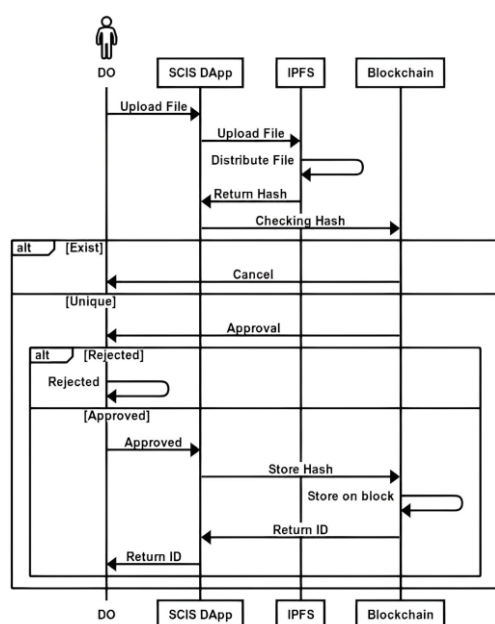 DO SCIS DApp IPFS Blockchain
Upload File
Upload File
Distribute File
Return Hash
Checking Hash
alt [Exist]
Cancel
[Unique]
Approval
alt [Rejected]
Rejected
[Approved]
Approved
Store Hash
Store on block
Return ID
Return ID
DO SCIS DApp IPFS Blockchain